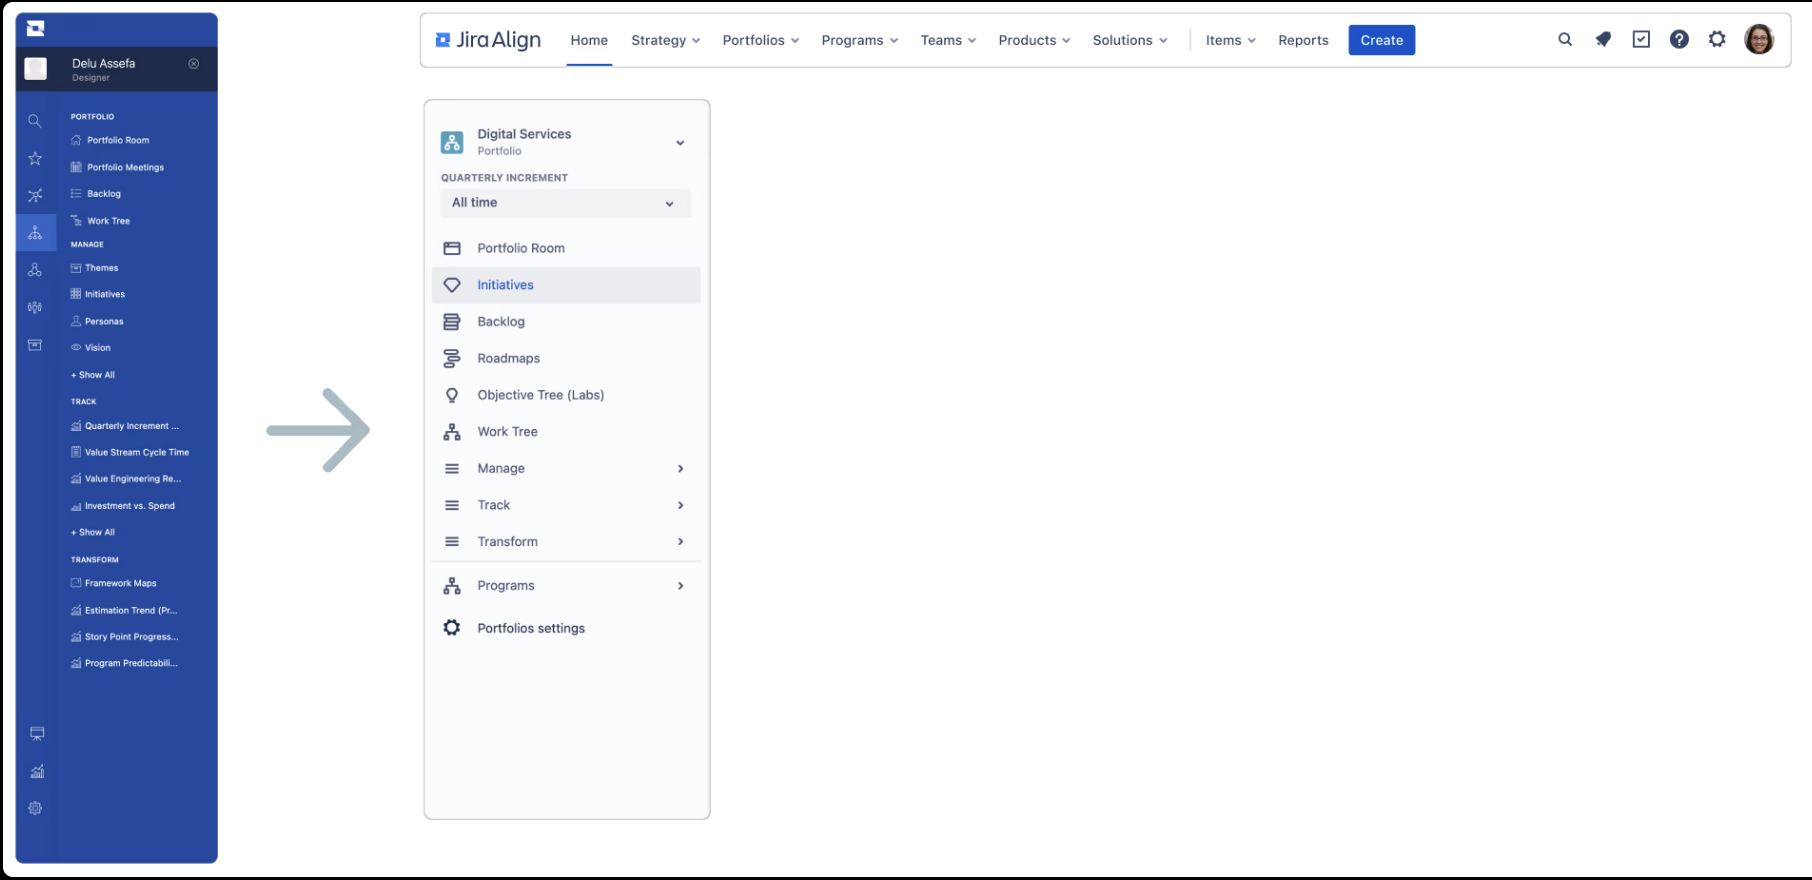 Delu Assefa
Designer
PORTFOLIO
Portfolio Room
Portfolio Meetings
Backlog
Work Tree
MANAGE
Themes
Initiatives
Personas
Vision
+ Show All
TRACK
Quarterly Increment ...
Value Stream Cycle Time
Value Engineering Re...
Investment vs. Spend
+ Show All
TRANSFORM
Framework Maps
Estimation Trend (Pr...
Story Point Progress...
Program Predictabili...
Jira Align Home Strategy Portfolios Programs Teams Products Solutions Items Reports Create
Digital Services
Portfolio
QUARTERLY INCREMENT
All time
Portfolio Room
Initiatives
Backlog
Roadmaps
Objective Tree (Labs)
Work Tree
Manage
Track
Transform
Programs
Portfolios settings